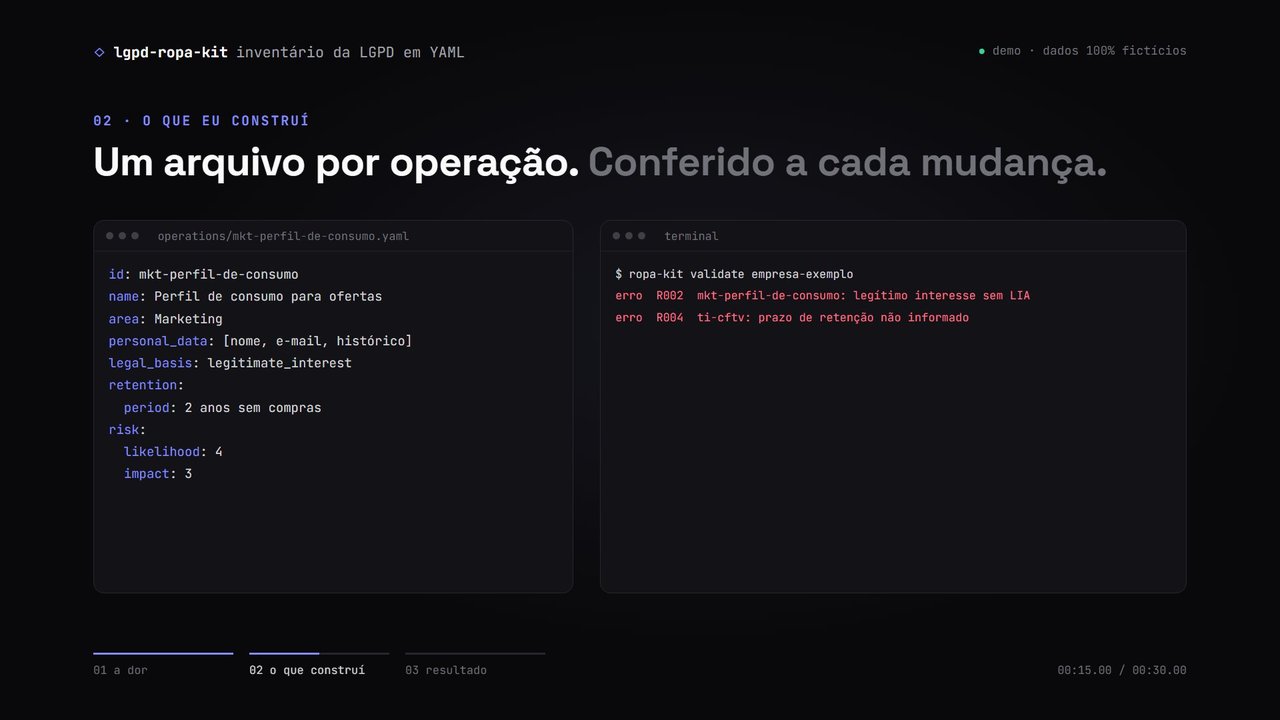 ◇ lgpd-ropa-kit inventário da LGPD em YAML
● demo · dados 100% fictícios
02 · O QUE EU CONSTRUÍ
Um arquivo por operação. Conferido a cada mudança.
operations/mkt-perfil-de-consumo.yaml
id: mkt-perfil-de-consumo
name: Perfil de consumo para ofertas
area: Marketing
personal_data: [nome, e-mail, histórico]
legal_basis: legitimate_interest
retention:
  period: 2 anos sem compras
risk:
  likelihood: 4
  impact: 3
terminal
$ ropa-kit validate empresa-exemplo
erro  R002  mkt-perfil-de-consumo: legítimo interesse sem LIA
erro  R004  ti-cftv: prazo de retenção não informado
01 a dor
02 o que construí
03 resultado
00:15.00 / 00:30.00